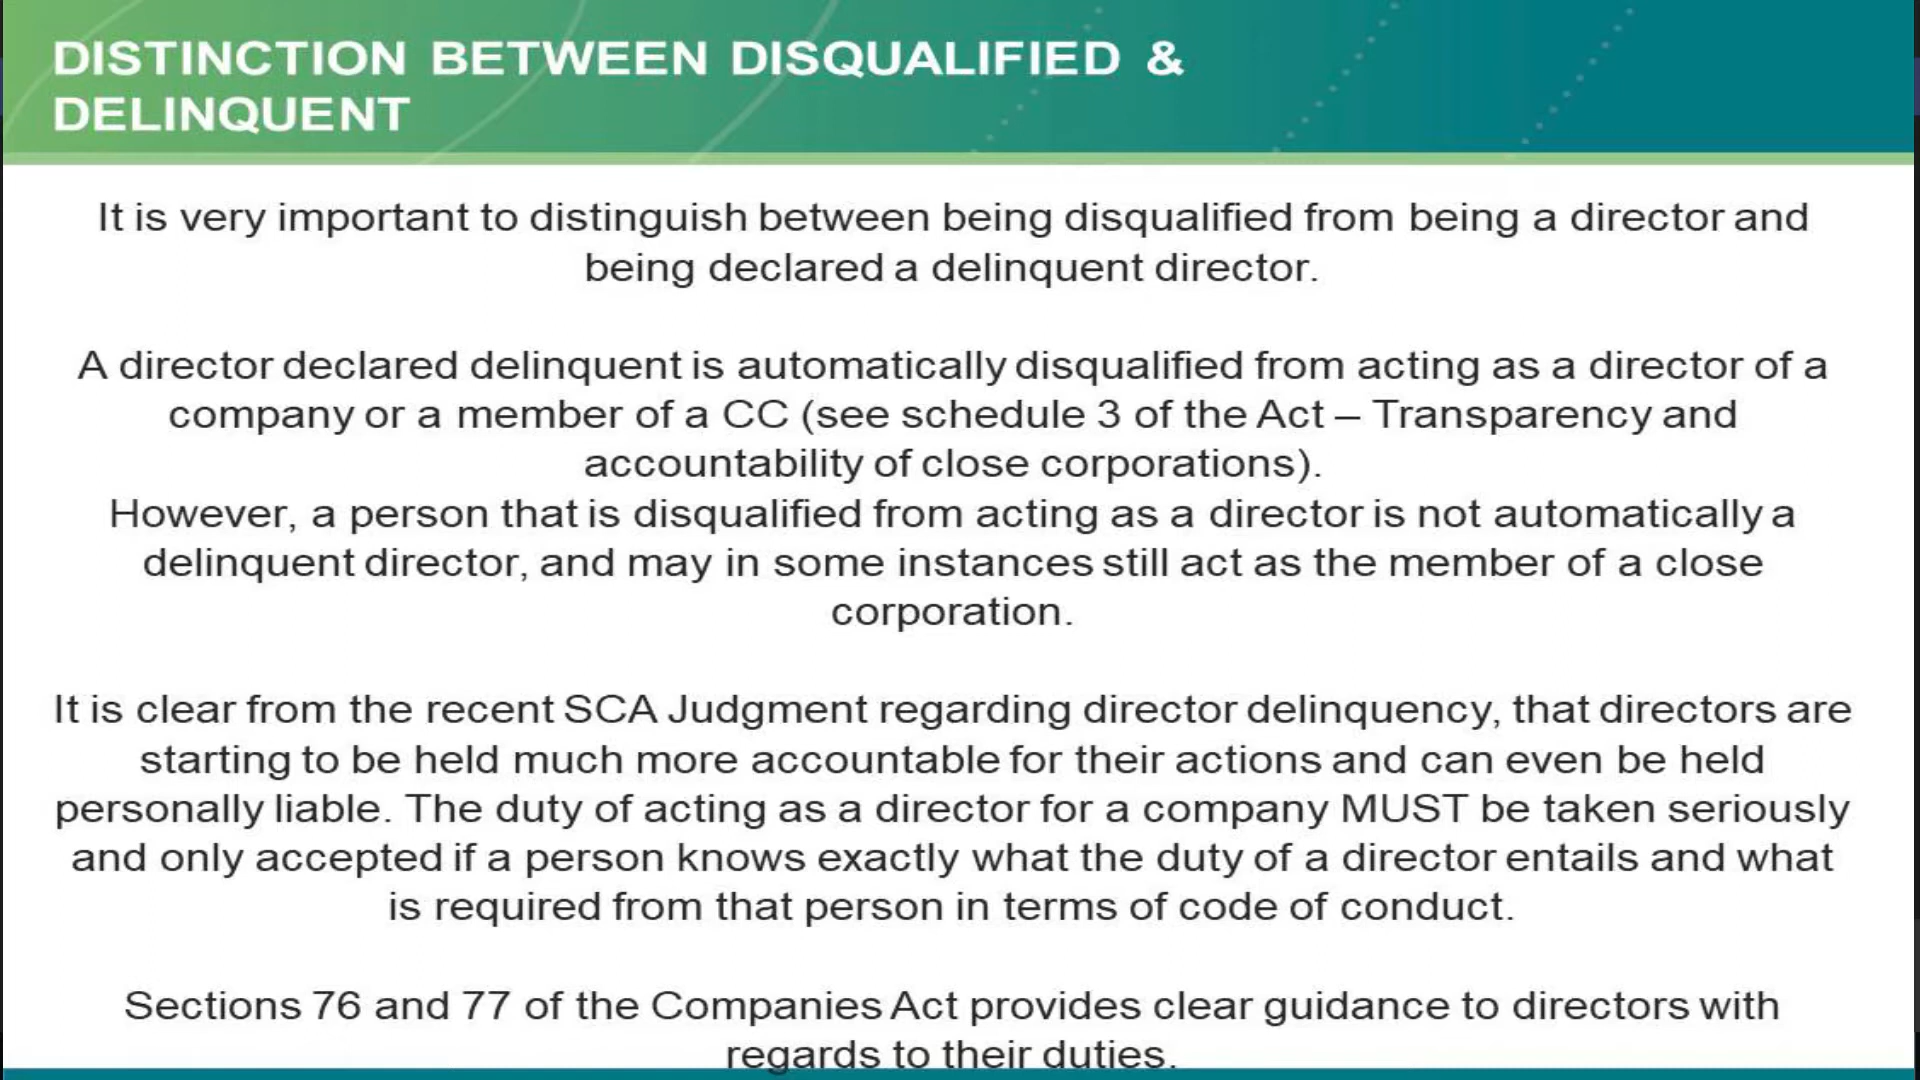 DISTINCTION BETWEEN DISQUALIFIED &
DELINQUENT
It is very important to distinguish between being disqualified from being a director and
being declared a delinquent director.
A director declared delinquent is automatically disqualified from acting as a director of a
company or a member of a CC (see schedule 3 of the Act – Transparency and
accountability of close corporations).
However, a person that is disqualified from acting as a director is not automatically a
delinquent director, and may in some instances still act as the member of a close
corporation.
It is clear from the recent SCA Judgment regarding director delinquency, that directors are
starting to be held much more accountable for their actions and can even be held
personally liable. The duty of acting as a director for a company MUST be taken seriously
and only accepted if a person knows exactly what the duty of a director entails and what
is required from that person in terms of code of conduct.
Sections 76 and 77 of the Companies Act provides clear guidance to directors with
regards to their duties.